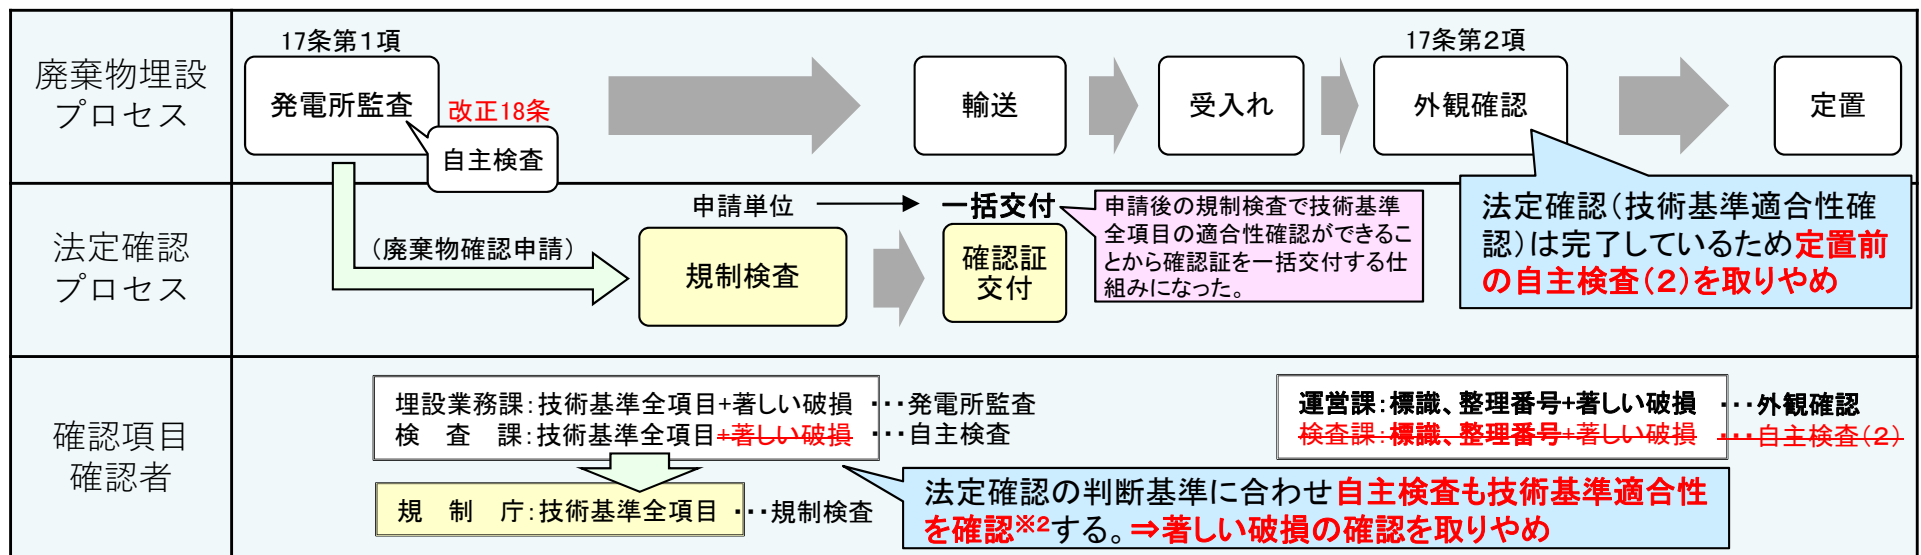 廃棄物埋設
プロセス
17条第1項
発電所監査
改正18条
自主検査
輸送
受入れ
17条第2項
外観確認
定置
法定確認(技術基準適合性確
認)は完了しているため定置前
の自主検査(2)を取りやめ
法定確認
プロセス
(廃棄物確認申請)
申請単位
一括交付
規制検査
確認証
交付
申請後の規制検査で技術基準
全項目の適合性確認ができるこ
とから確認証を一括交付する仕
組みになった。
確認項目
確認者
埋設業務課:技術基準全項目+著しい破損 ・・・発電所監査
検 査 課:技術基準全項目+著しい破損 ・・・自主検査
規 制 庁:技術基準全項目 ・・・規制検査
運営課:標識、整理番号+著しい破損 ・・・外観確認
検査課:標識、整理番号+著しい破損 ・・・自主検査(2)
法定確認の判断基準に合わせ自主検査も技術基準適合性
を確認※2する。⇒著しい破損の確認を取りやめ